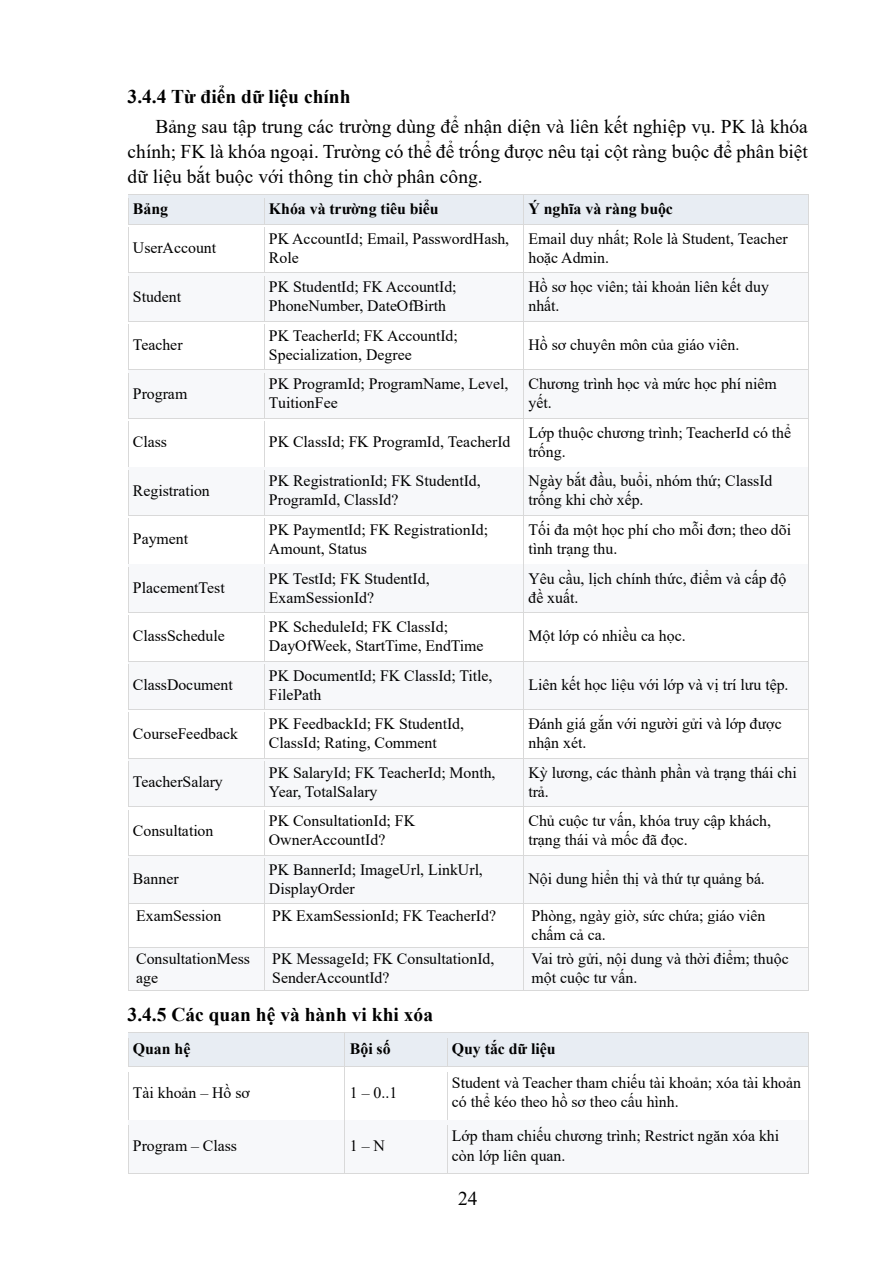 3.4.4 Từ điển dữ liệu chính
Bảng sau tập trung các trường dùng để nhận diện và liên kết nghiệp vụ. PK là khóa
chính; FK là khóa ngoại. Trường có thể để trống được nêu tại cột ràng buộc để phân biệt
dữ liệu bắt buộc với thông tin chờ phân công.
Bảng Khóa và trường tiêu biểu Ý nghĩa và ràng buộc
UserAccount
PK AccountId; Email, PasswordHash,
Role
Email duy nhất; Role là Student, Teacher
hoặc Admin.
Student
PK StudentId; FK AccountId;
PhoneNumber, DateOfBirth
Hồ sơ học viên; tài khoản liên kết duy
nhất.
Teacher
PK TeacherId; FK AccountId;
Specialization, Degree
Hồ sơ chuyên môn của giáo viên.
Program
PK ProgramId; ProgramName, Level,
TuitionFee
Chương trình học và mức học phí niêm
yết.
Class
PK ClassId; FK ProgramId, TeacherId
Lớp thuộc chương trình; TeacherId có thể
trống.
Registration
PK RegistrationId; FK StudentId,
ProgramId, ClassId?
Ngày bắt đầu, buổi, nhóm thứ; ClassId
trống khi chờ xếp.
Payment
PK PaymentId; FK RegistrationId;
Amount, Status
Tối đa một học phí cho mỗi đơn; theo dõi
tình trạng thu.
PlacementTest
PK TestId; FK StudentId,
ExamSessionId?
Yêu cầu, lịch chính thức, điểm và cấp độ
đề xuất.
ClassSchedule
PK ScheduleId; FK ClassId;
DayOfWeek, StartTime, EndTime
Một lớp có nhiều ca học.
ClassDocument
PK DocumentId; FK ClassId; Title,
FilePath
Liên kết học liệu với lớp và vị trí lưu tệp.
CourseFeedback
PK FeedbackId; FK StudentId,
ClassId; Rating, Comment
Đánh giá gắn với người gửi và lớp được
nhận xét.
TeacherSalary
PK SalaryId; FK TeacherId; Month,
Year, TotalSalary
Kỳ lương, các thành phần và trạng thái chi
trả.
Consultation
PK ConsultationId; FK
OwnerAccountId?
Chủ cuộc tư vấn, khóa truy cập khách,
trạng thái và mốc đã đọc.
Banner
PK BannerId; ImageUrl, LinkUrl,
DisplayOrder
Nội dung hiển thị và thứ tự quảng bá.
ExamSession
PK ExamSessionId; FK TeacherId?
Phòng, ngày giờ, sức chứa; giáo viên
chấm cả ca.
ConsultationMess
age
PK MessageId; FK ConsultationId,
SenderAccountId?
Vai trò gửi, nội dung và thời điểm; thuộc
một cuộc tư vấn.
3.4.5 Các quan hệ và hành vi khi xóa
Quan hệ Bội số Quy tắc dữ liệu
Tài khoản – Hồ sơ
1 – 0..1
Student và Teacher tham chiếu tài khoản; xóa tài khoản
có thể kéo theo hồ sơ theo cấu hình.
Program – Class
1 – N
Lớp tham chiếu chương trình; Restrict ngăn xóa khi
còn lớp liên quan.
24